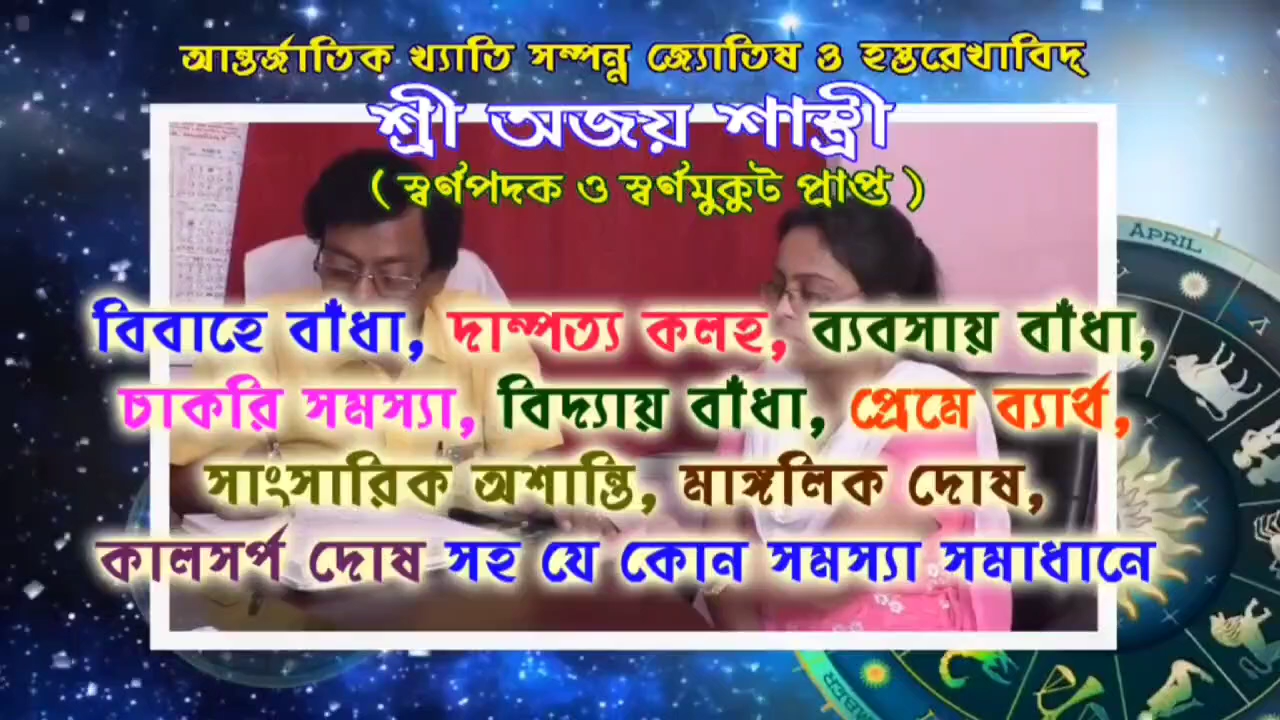 আন্তর্জাতিক খ্যাতি সম্পন্ন জ্যোতিষ ও হস্তরেখাবিদ্
শ্রী অজয় শাস্ত্রী
( স্বর্ণপদক ও স্বর্ণমুকুট প্রাপ্ত )
APRIL
বিবাহে বাঁধা, দাম্পত্য কলহ, ব্যবসায় বাঁধা,
চাকরি সমস্যা, বিদ্যায় বাঁধা, প্রেমে ব্যার্থ,
সাংসারিক অশান্তি, মাঙ্গলিক দোষ,
কালসর্প দোষ সহ যে কোন সমস্যা সমাধানে